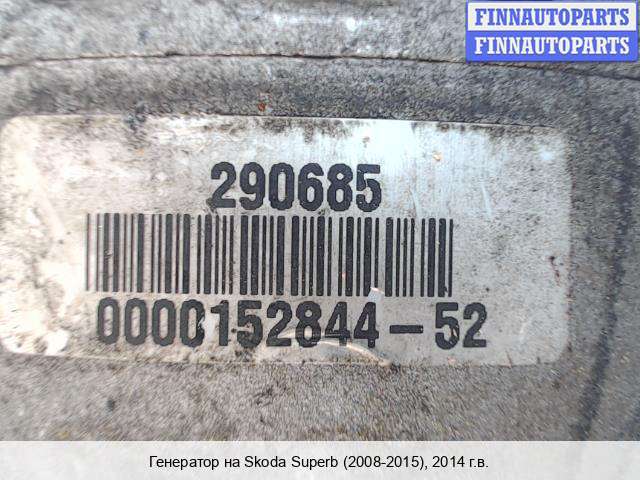 FINNAUTOPARTS
FINNAUTOPARTS
290685
0000152844-52
Генератор на Skoda Superb (2008-2015), 2014 г.в.